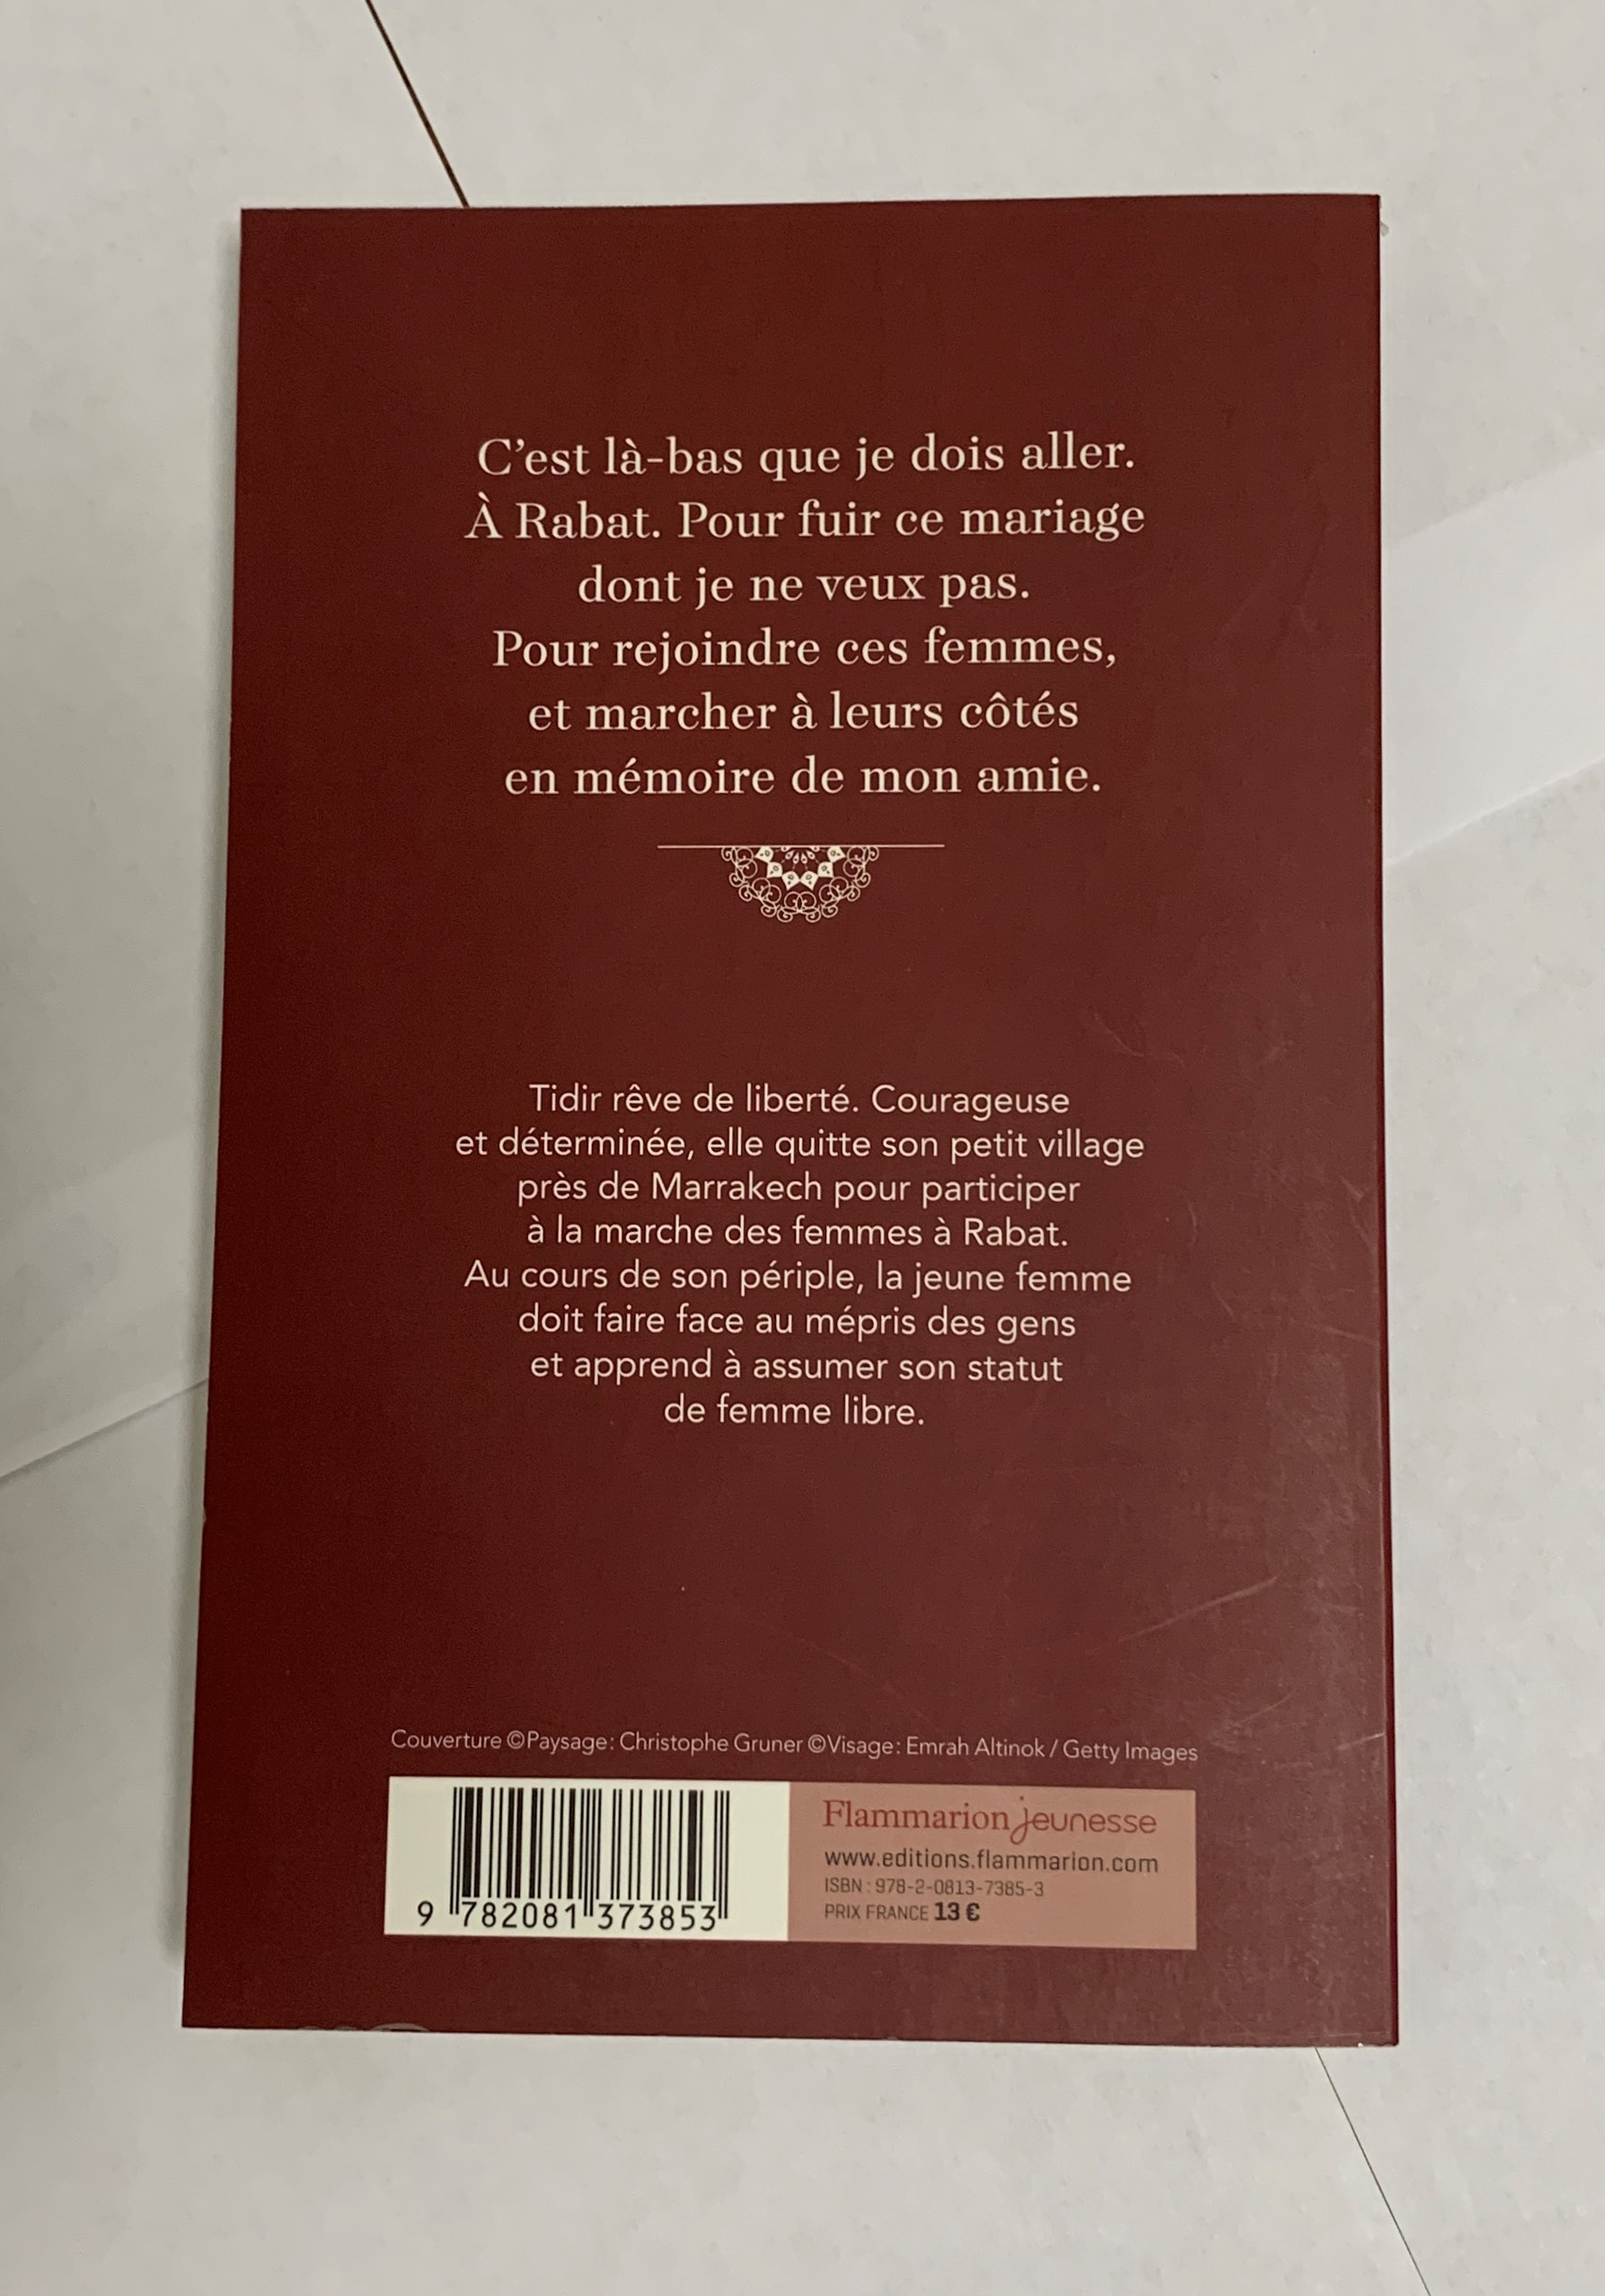 C'est là-bas que je dois aller.
À Rabat. Pour fuir ce mariage
dont je ne veux pas.
Pour rejoindre ces femmes,
et marcher à leurs côtés
en mémoire de mon amie.
Tidir rêve de liberté. Courageuse
et déterminée, elle quitte son petit village
près de Marrakech pour participer
à la marche des femmes à Rabat.
Au cours de son périple, la jeune femme
doit faire face au mépris des gens
et apprend à assumer son statut
de femme libre.
Couverture ©Paysage: Christophe Gruner ©Visage: Emrah Altinok / Getty Images
Flammarion jeunesse
www.editions.flammarion.com
ISBN : 978-2-0813-7385-3
PRIX FRANCE 13 €
9 782081 373853